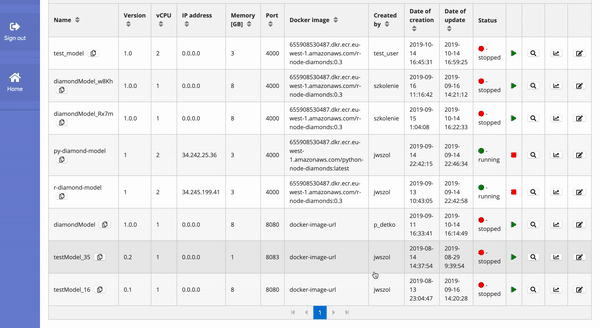 Sign out
Home
Name Version vCPU IP address Memory [GB] Port Docker image Created by Date of creation Date of update Status
test_model 1.0 2 0.0.0.0 3 4000 655908530487.dkr.ecr.eu-west-1.amazonaws.com/r-node-diamonds:0.3 test_user 2019-10-14 16:45:31 2019-10-14 16:59:25 - stopped
diamondModel_w8Kh 1.0.0 1 0.0.0.0 8 4000 655908530487.dkr.ecr.eu-west-1.amazonaws.com/r-node-diamonds:0.3 szkolenie 2019-09-16 11:16:42 2019-09-16 14:21:12 - stopped
diamondModel_Rx7m 1.0.0 1 0.0.0.0 8 4000 655908530487.dkr.ecr.eu-west-1.amazonaws.com/r-node-diamonds:0.3 szkolenie 2019-09-15 1:04:08 2019-09-14 16:22:33 - stopped
py-diamond-model 1 2 34.242.25.36 3 4000 655908530487.dkr.ecr.eu-west-1.amazonaws.com/python-node-diamonds:latest jwszol 2019-09-14 22:42:15 2019-09-14 22:46:34 - running
r-diamond-model 1 2 34.245.199.41 3 4000 655908530487.dkr.ecr.eu-west-1.amazonaws.com/r-node-diamonds:0.3 jwszol 2019-09-13 10:43:05 2019-09-14 22:42:58 - running
diamondModel 1.0.0 1 0.0.0.0 8 8080 docker-image-url p_detko 2019-09-11 16:33:41 2019-10-14 16:14:49 - stopped
testModel_35 0.2 1 0.0.0.0 1 8083 docker-image-url jwszol 2019-08-14 14:37:54 2019-08-29 9:39:54 - stopped
testModel_16 0.1 1 0.0.0.0 8 8080 docker-image-url jwszol 2019-08-13 23:04:47 2019-09-16 14:20:28 - stopped
1